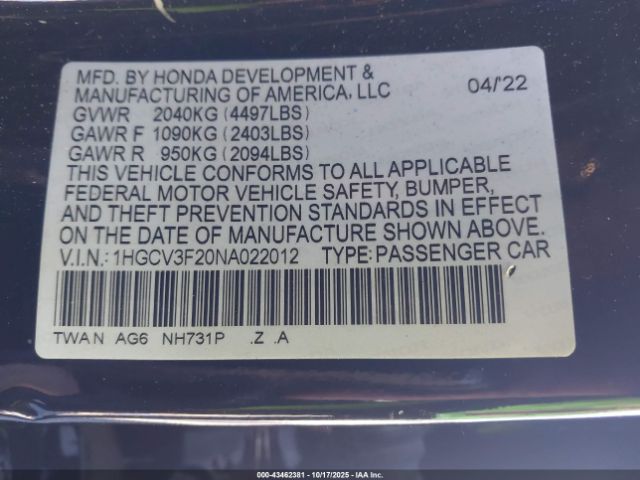 MFD. BY HONDA DEVELOPMENT &
MANUFACTURING OF AMERICA, LLC 04/'22
GVWR 2040KG (4497LBS)
GAWR F 1090KG (2403LBS)
GAWR R 950KG (2094LBS)
THIS VEHICLE CONFORMS TO ALL APPLICABLE
FEDERAL MOTOR VEHICLE SAFETY, BUMPER,
AND THEFT PREVENTION STANDARDS IN EFFECT
ON THE DATE OF MANUFACTURE SHOWN ABOVE.
V.I.N.: 1HGCV3F20NA022012 TYPE: PASSENGER CAR
TWA N AG6 NH731P .Z .A
000-43462381 - 10/17/2025 - IAA Inc.